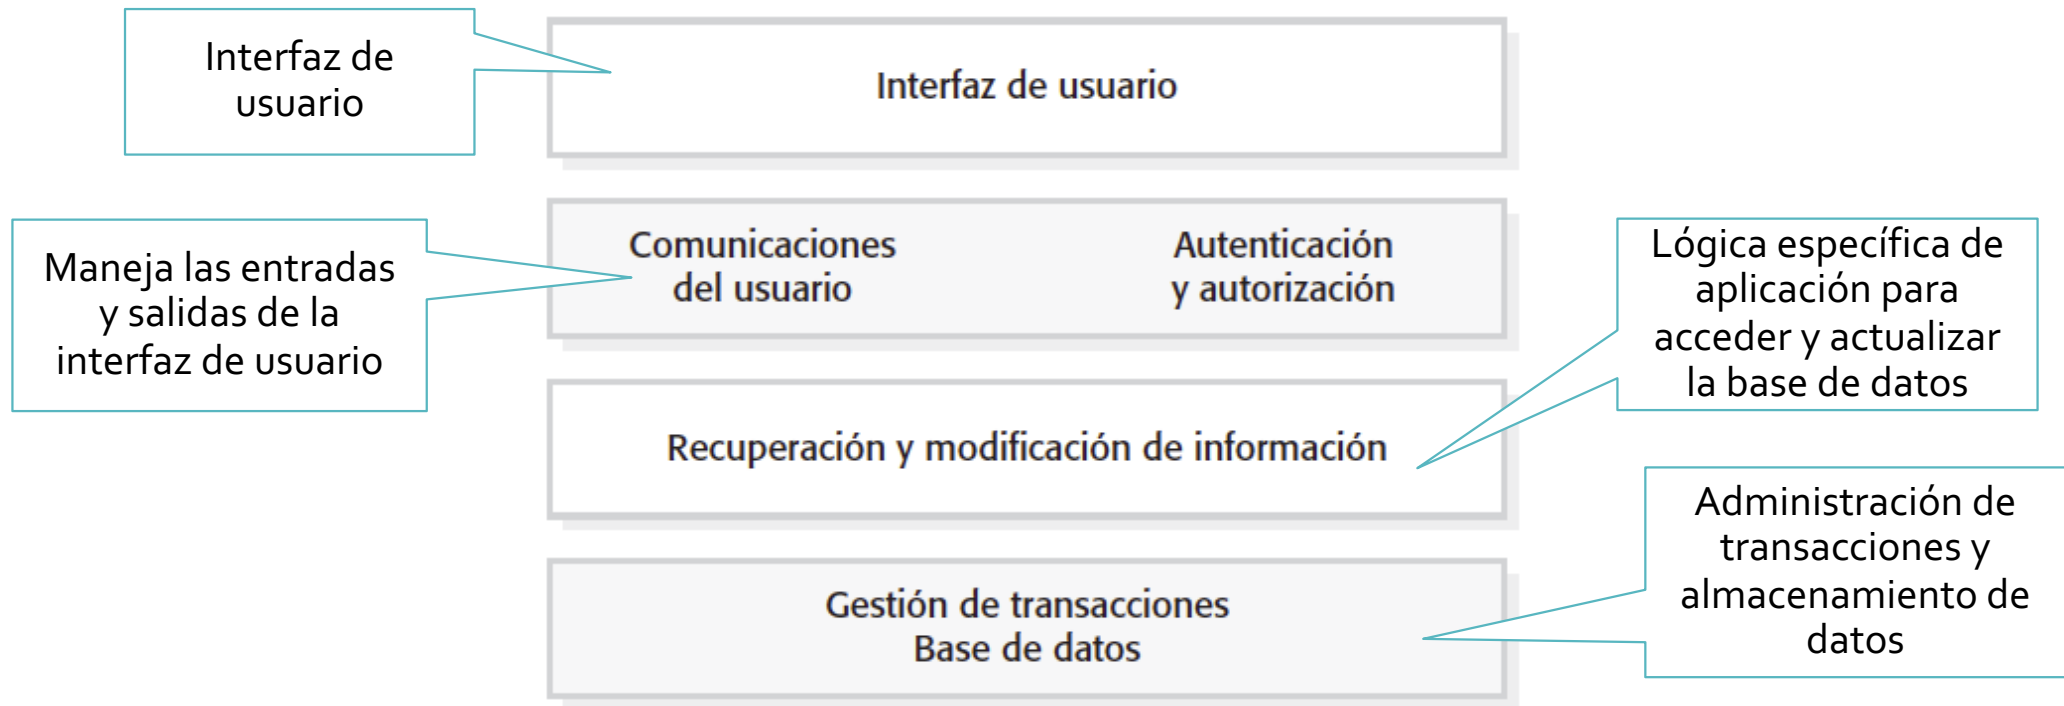 Interfaz de
usuario
Interfaz de usuario
Maneja las entradas
y salidas de la
interfaz de usuario
Comunicaciones
del usuario
Autenticación
y autorización
Lógica específica de
aplicación para
acceder y actualizar
la base de datos
Recuperación y modificación de información
Administración de
transacciones y
almacenamiento de
datos
Gestión de transacciones
Base de datos